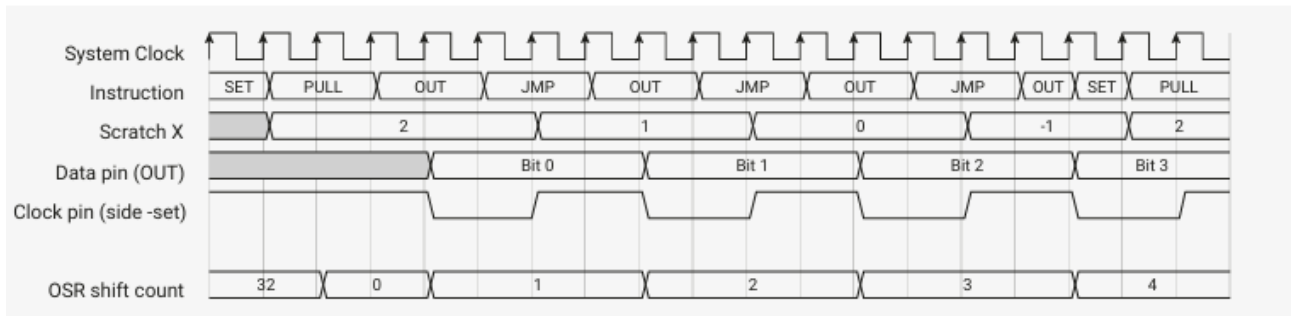 System Clock
Instruction SET PULL OUT JMP OUT JMP OUT JMP OUT SET PULL
Scratch X 2 1 0 -1 2
Data pin (OUT) Bit 0 Bit 1 Bit 2 Bit 3
Clock pin (side -set)
OSR shift count 32 0 1 2 3 4